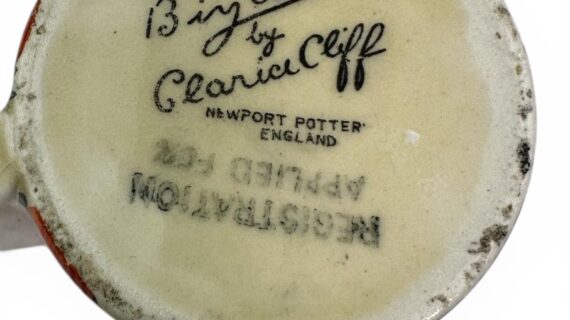 by
Clarice Cliff
NEWPORT POTTER
ENGLAND
REGISTRATION
APPLIED FOR